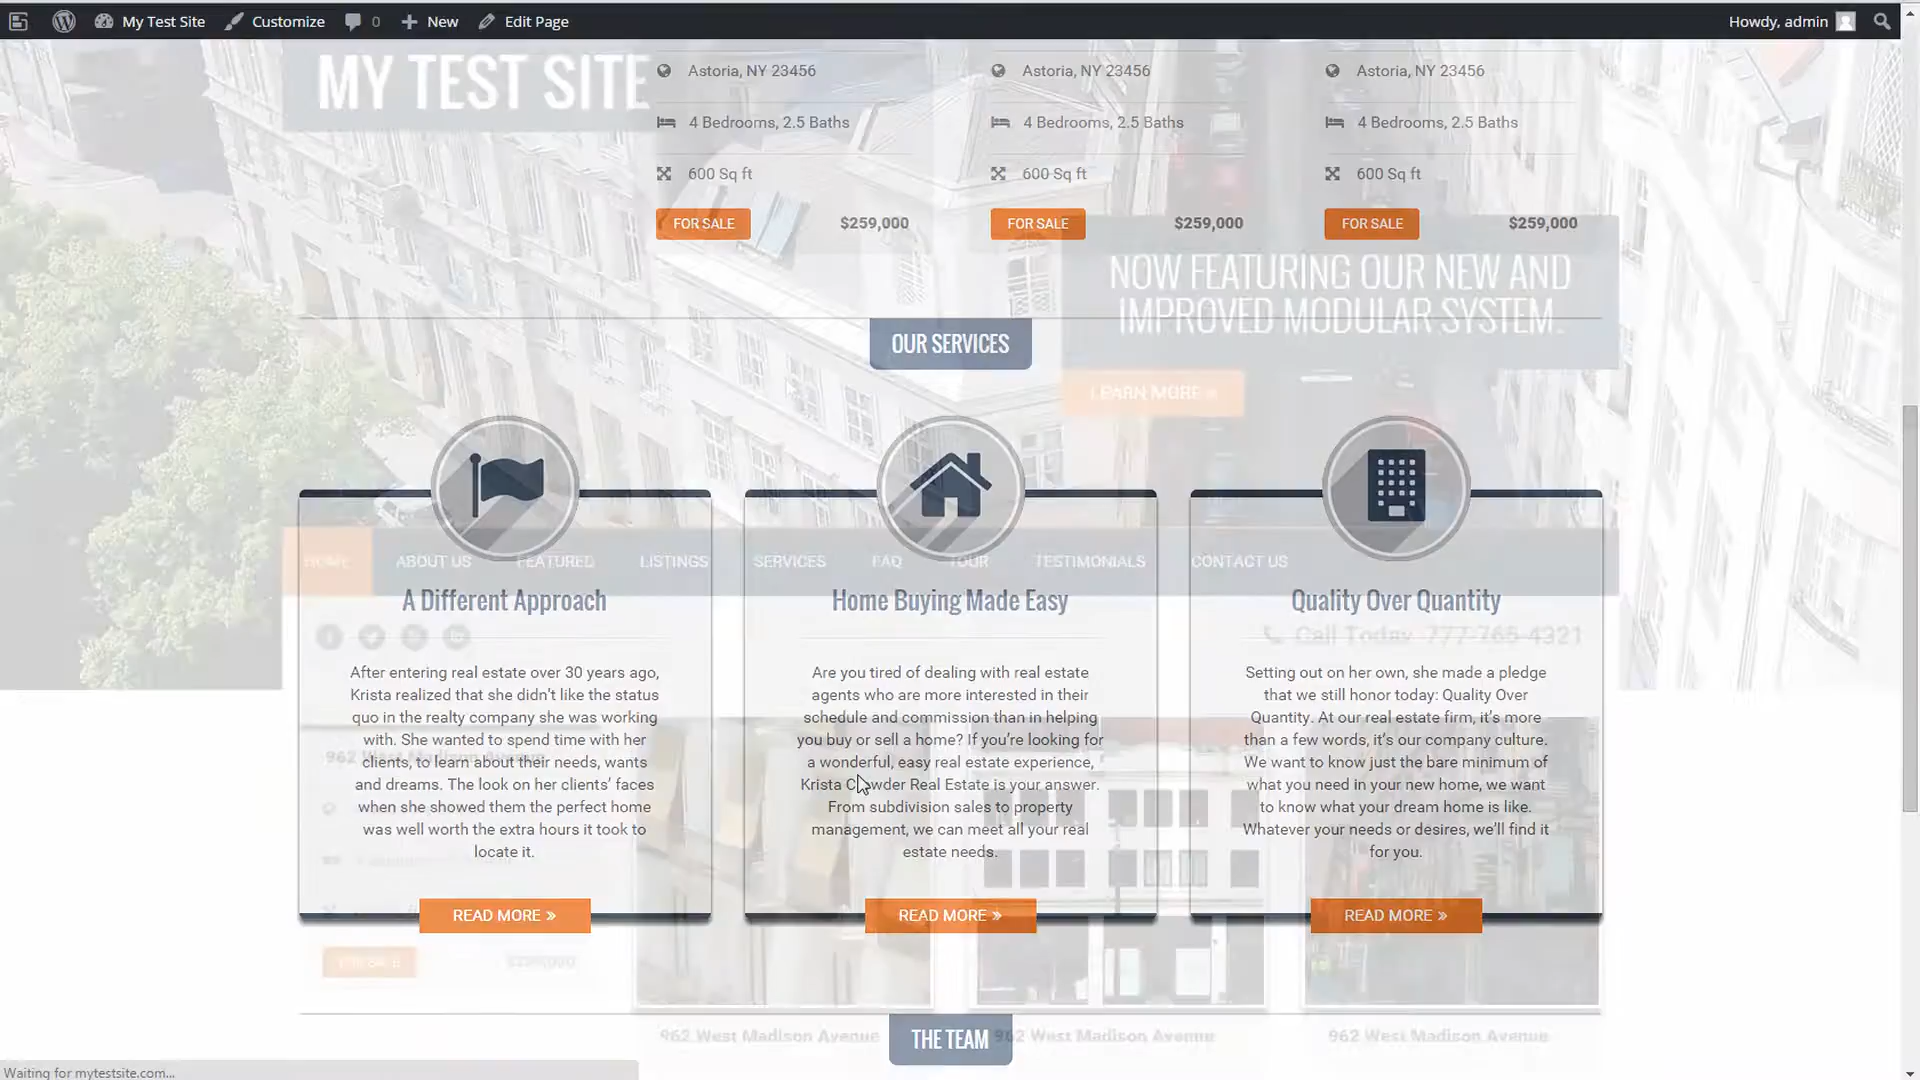 My Test Site
Customize
0
New
Edit Page
Howdy, admin
MY TEST SITE
Astoria, NY 23456
Astoria, NY 23456
Astoria, NY 23456
4 Bedrooms, 2.5 Baths
4 Bedrooms, 2.5 Baths
4 Bedrooms, 2.5 Baths
600 Sq ft
600 Sq ft
600 Sq ft
FOR SALE
$259,000
FOR SALE
$259,000
FOR SALE
$259,000
NOW FEATURING OUR NEW AND
IMPROVED MODULAR SYSTEM.
OUR SERVICES
LEARN MORE »
HOME
ABOUT US
FEATURED
LISTINGS
SERVICES
FAQ
TOUR
TESTIMONIALS
CONTACT US
A Different Approach
Home Buying Made Easy
Quality Over Quantity
Call Today 777-765-4321
After entering real estate over 30 years ago,
Krista realized that she didn't like the status
quo in the realty company she was working
with. She wanted to spend time with her
clients, to learn about their needs, wants
and dreams. The look on her clients' faces
when she showed them the perfect home
was well worth the extra hours it took to
locate it.
Are you tired of dealing with real estate
agents who are more interested in their
schedule and commission than in helping
you buy or sell a home? If you're looking for
a wonderful, easy real estate experience,
Krista Crowder Real Estate is your answer.
From subdivision sales to property
management, we can meet all your real
estate needs.
Setting out on her own, she made a pledge
that we still honor today: Quality Over
Quantity. At our real estate firm, it's more
than a few words, it's our company culture.
We want to know just the bare minimum of
what you need in your new home, we want
to know what your dream home is like.
Whatever your needs or desires, we'll find it
for you.
962 West Madison Avenue
READ MORE »
READ MORE »
READ MORE »
FOR SALE
$259,000
962 West Madison Avenue
962 West Madison Avenue
962 West Madison Avenue
THE TEAM
Waiting for mytestsite.com...